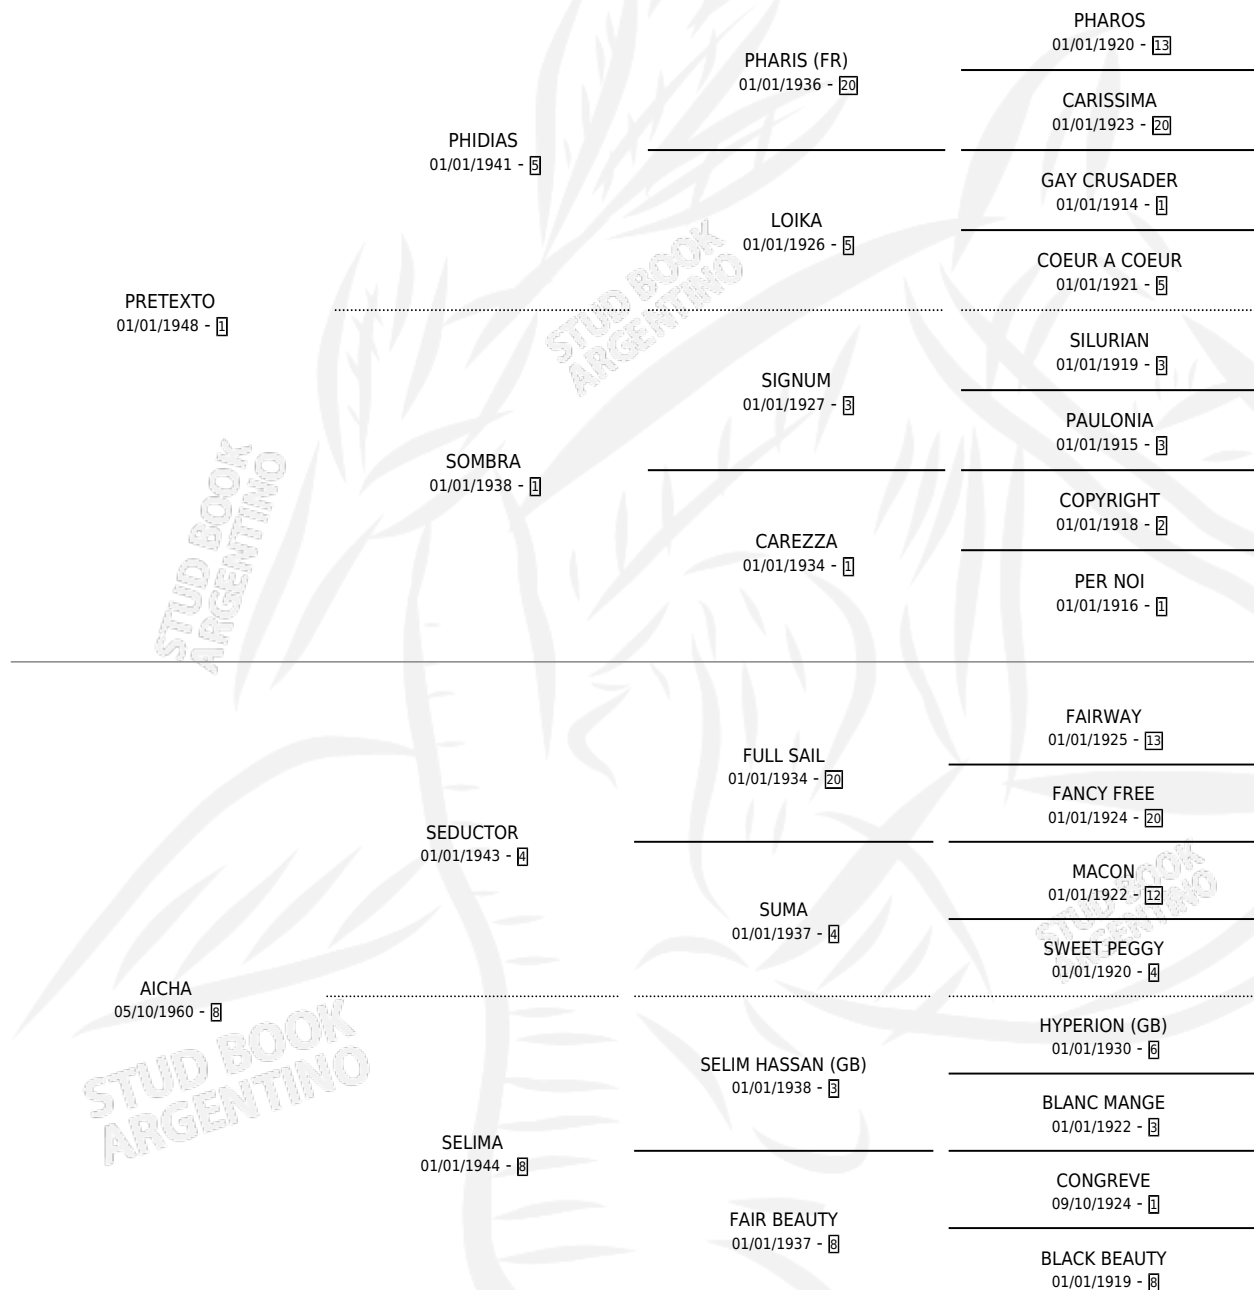 PHAROS
01/01/1920 - 13
PHARIS (FR)
01/01/1936 - 20
CARISSIMA
01/01/1923 - 20
PHIDIAS
01/01/1941 - 5
GAY CRUSADER
01/01/1914 - 1
LOIKA
01/01/1926 - 5
COEUR A COEUR
01/01/1921 - 5
PRETEXTO
01/01/1948 - 1
STUD BOOK
ARGENTINO
SILURIAN
01/01/1919 - 3
SIGNUM
01/01/1927 - 3
PAULONIA
01/01/1915 - 3
SOMBRA
01/01/1938 - 1
COPYRIGHT
01/01/1918 - 2
CAREZZA
01/01/1934 - 1
PER NOI
01/01/1916 - 1
STUD BOOK
ARGENTINO
FAIRWAY
01/01/1925 - 13
FULL SAIL
01/01/1934 - 20
FANCY FREE
01/01/1924 - 20
SEDUCTOR
01/01/1943 - 4
MACON
01/01/1922 - 12
SUMA
01/01/1937 - 4
STUD BOOK
ARGENTINO
SWEET PEGGY
01/01/1920 - 4
AICHA
05/10/1960 - 8
HYPERION (GB)
01/01/1930 - 6
SELIM HASSAN (GB)
01/01/1938 - 3
BLANC MANGE
01/01/1922 - 3
STUD BOOK
ARGENTINO
SELIMA
01/01/1944 - 8
CONGREVE
09/10/1924 - 1
FAIR BEAUTY
01/01/1937 - 8
BLACK BEAUTY
01/01/1919 - 8